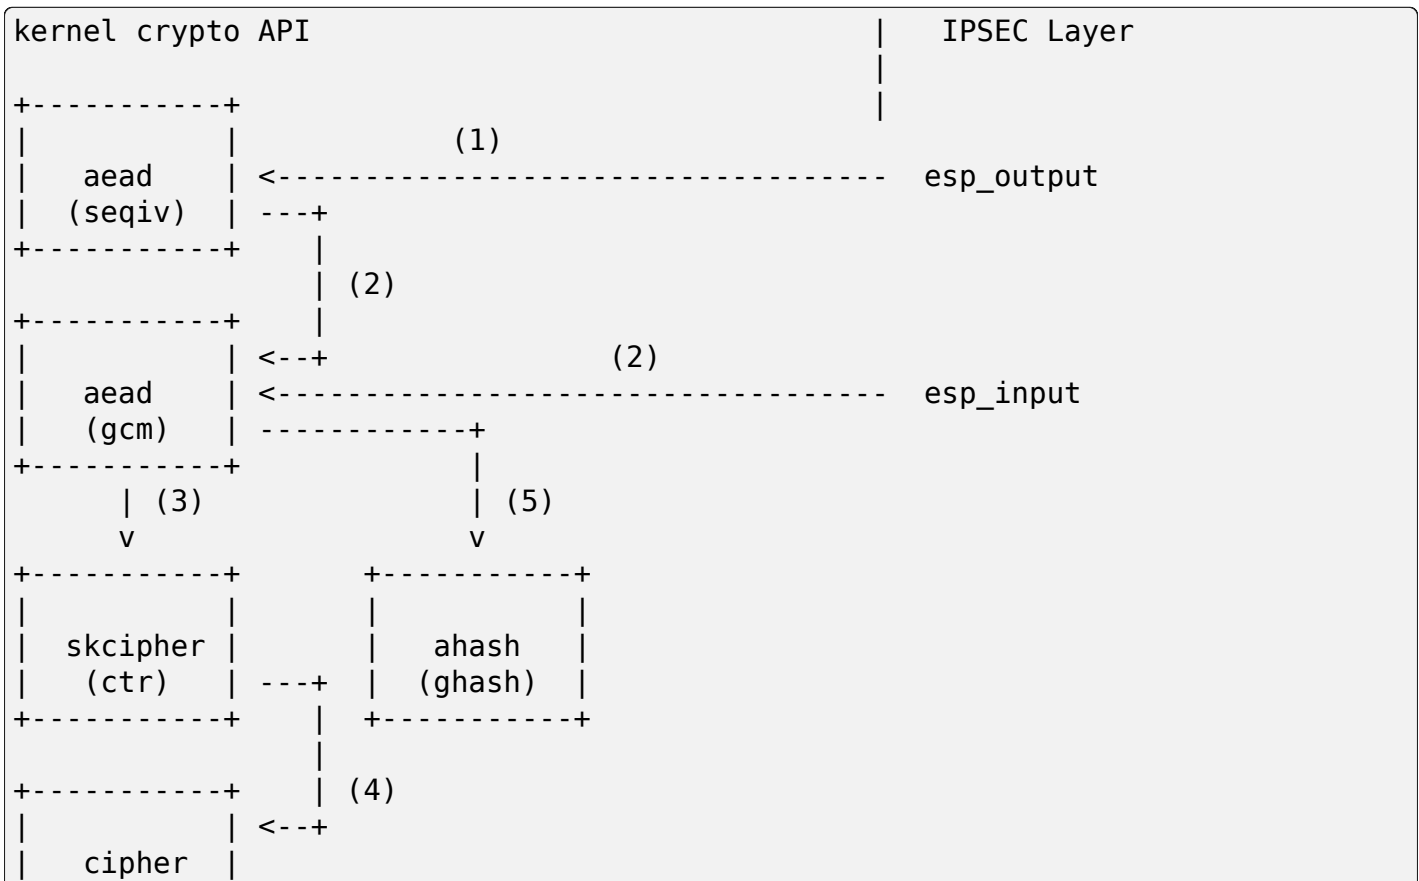 kernel crypto API                                   |   IPSEC Layer
                                                    |
+-----------+                                       |
|           |            (1)
|   aead    | <-----------------------------------  esp_output
|  (seqiv)  | ---+
+-----------+    |
                 | (2)
+-----------+    |
|           | <--+                (2)
|   aead    | <-----------------------------------  esp_input
|   (gcm)   | ------------+
+-----------+             |
      | (3)               | (5)
      v                   v
+-----------+       +-----------+
|           |       |           |
|  skcipher |       |   ahash   |
|   (ctr)   | ---+  |  (ghash)  |
+-----------+    |  +-----------+
                 |
+-----------+    | (4)
|           | <--+
|   cipher  |